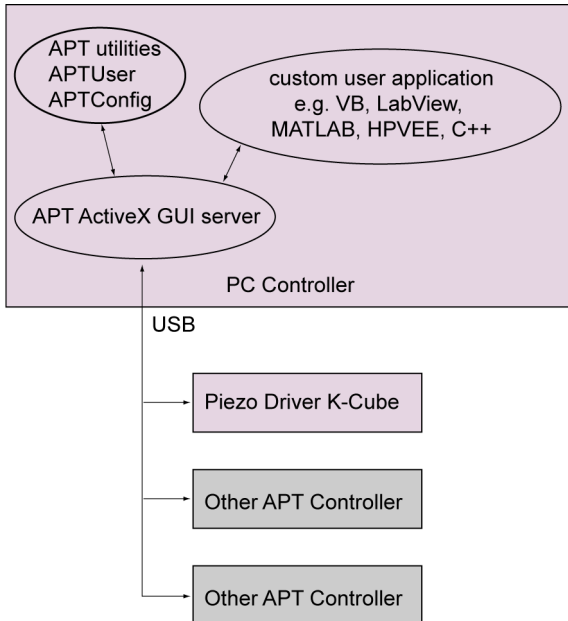 APT utilities
APTUser
APTConfig
custom user application
e.g. VB, LabView,
MATLAB, HPVEE, C++
APT ActiveX GUI server
PC Controller
USB
Piezo Driver K-Cube
Other APT Controller
Other APT Controller